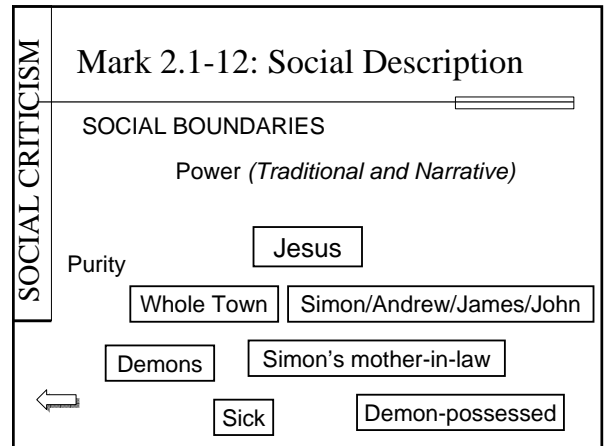 SOCIAL CRITICISM
Mark 2.1-12: Social Description
SOCIAL BOUNDARIES
Power (Traditional and Narrative)
Jesus
Purity
Whole Town
Simon/Andrew/James/John
Demons
Simon's mother-in-law
Sick
Demon-possessed